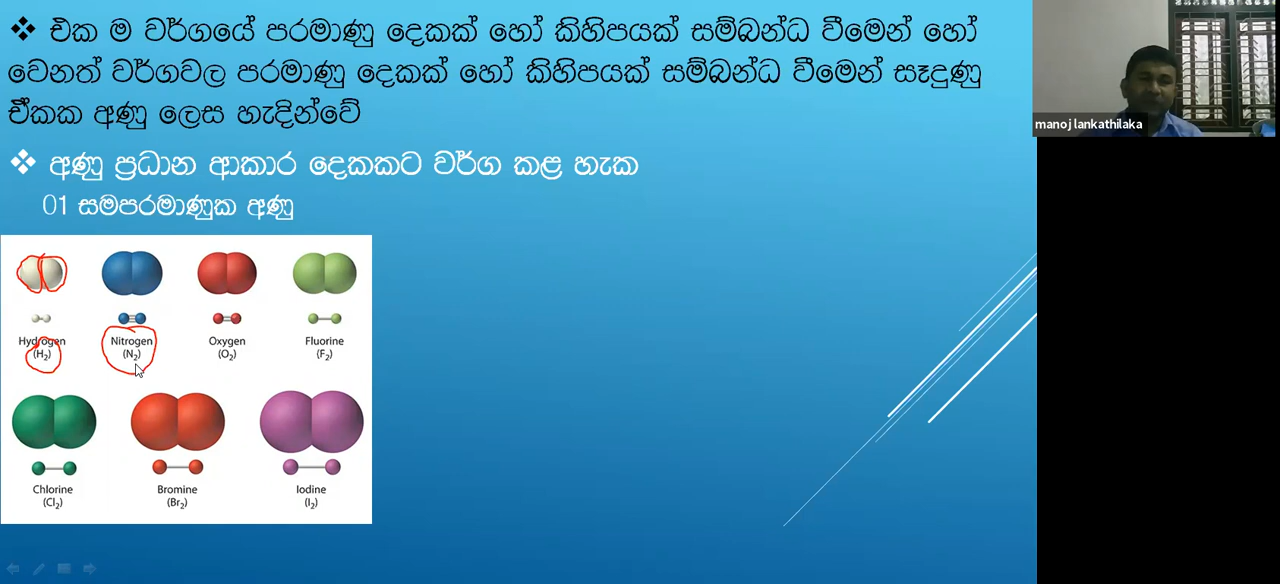 ❖ එක ම වර්ගයේ පරමාණු දෙකක් හෝ කිහිපයක් සම්බන්ධ වීමෙන් හෝ
වෙනත් වර්ගවල පරමාණු දෙකක් හෝ කිහිපයක් සම්බන්ධ වීමෙන් සෑදුණු
ඒකක අණු ලෙස හැඳින්වේ
manoj lankathilaka
❖ අණු ප්‍රධාන ආකාර දෙකකට වර්ග කළ හැක
01 සමපරමාණුක අණු
Hydrogen Nitrogen Oxygen Fluorine
(H₂) (N₂) (O₂) (F₂)
Chlorine Bromine Iodine
(Cl₂) (Br₂) (I₂)